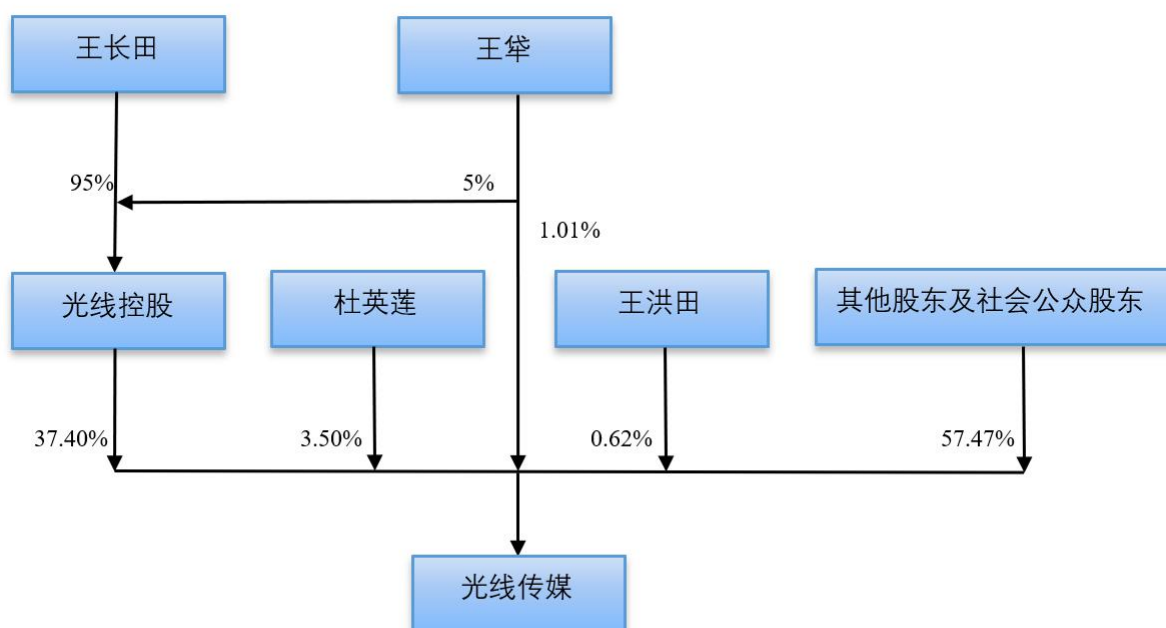 王长田
王牮
95%
5%
1.01%
光线控股
杜英莲
王洪田
其他股东及社会公众股东
37.40%
3.50%
0.62%
57.47%
光线传媒